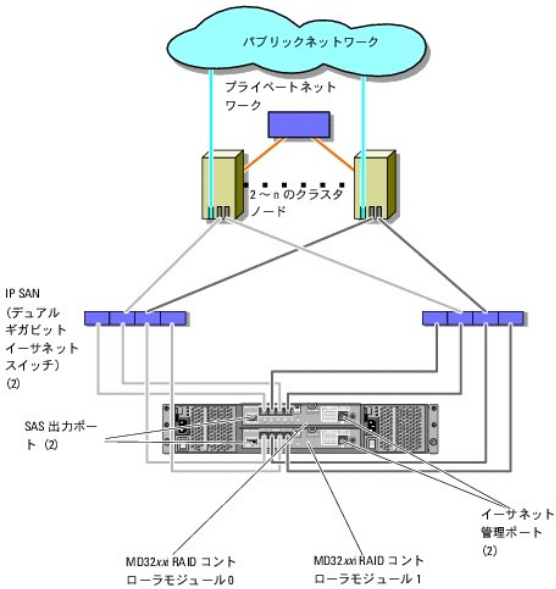 パブリックネットワーク
プライベートネット
ワーク
2～n のクラスタ
ノード
IP SAN
（デュアル
ギガビット
イーサネット
スイッチ）
(2)
SAS 出力ポー
ト（2）
イーサネット
管理ポート
(2)
MD32xxi RAID コント
ローラモジュール 0
MD32xxi RAID コント
ローラモジュール 1